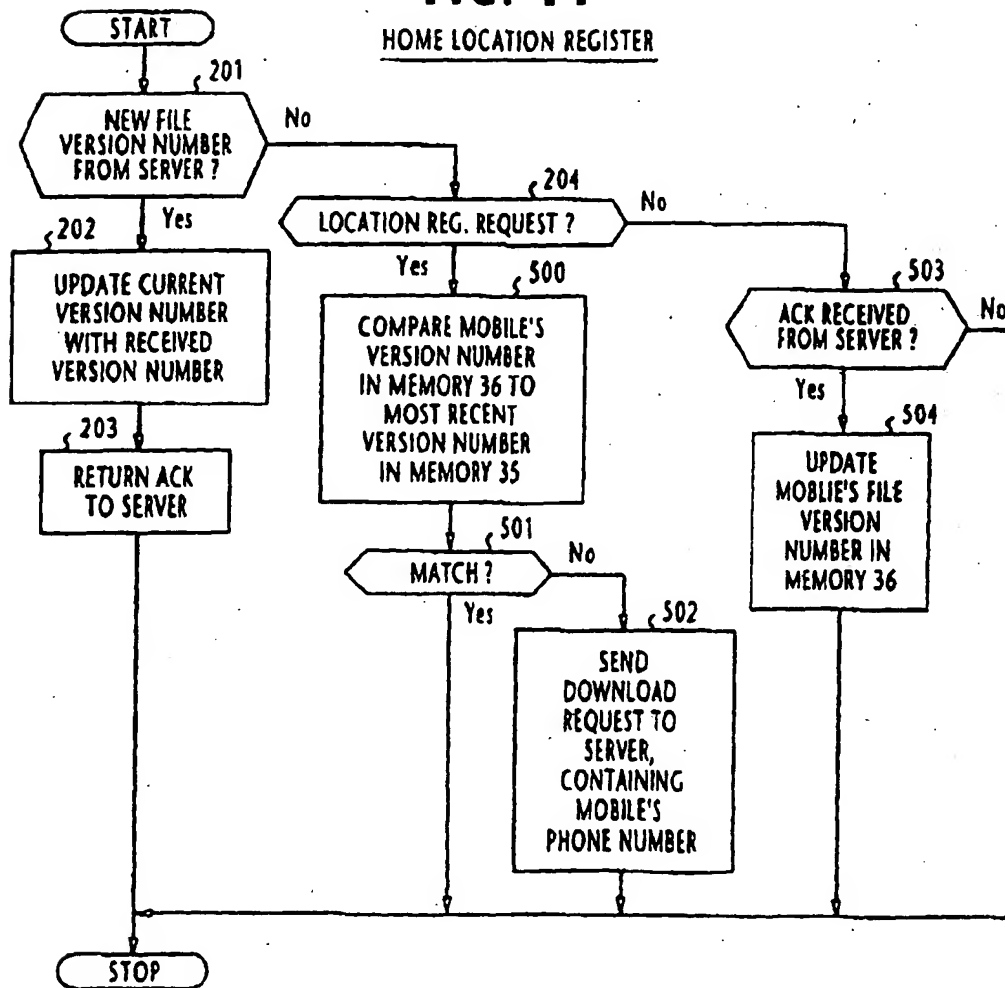 START
HOME LOCATION REGISTER
201
NEW FILE
VERSION NUMBER
FROM SERVER ?
No
Yes
204
LOCATION REG. REQUEST ?
No
Yes
202
UPDATE CURRENT
VERSION NUMBER
WITH RECEIVED
VERSION NUMBER
203
RETURN ACK
TO SERVER
500
COMPARE MOBILE'S
VERSION NUMBER
IN MEMORY 36 TO
MOST RECENT
VERSION NUMBER
IN MEMORY 35
501
MATCH ?
No
Yes
502
SEND
DOWNLOAD
REQUEST TO
SERVER,
CONTAINING
MOBILE'S
PHONE NUMBER
503
ACK RECEIVED
FROM SERVER ?
No
Yes
504
UPDATE
MOBLIE'S FILE
VERSION
NUMBER IN
MEMORY 36
STOP